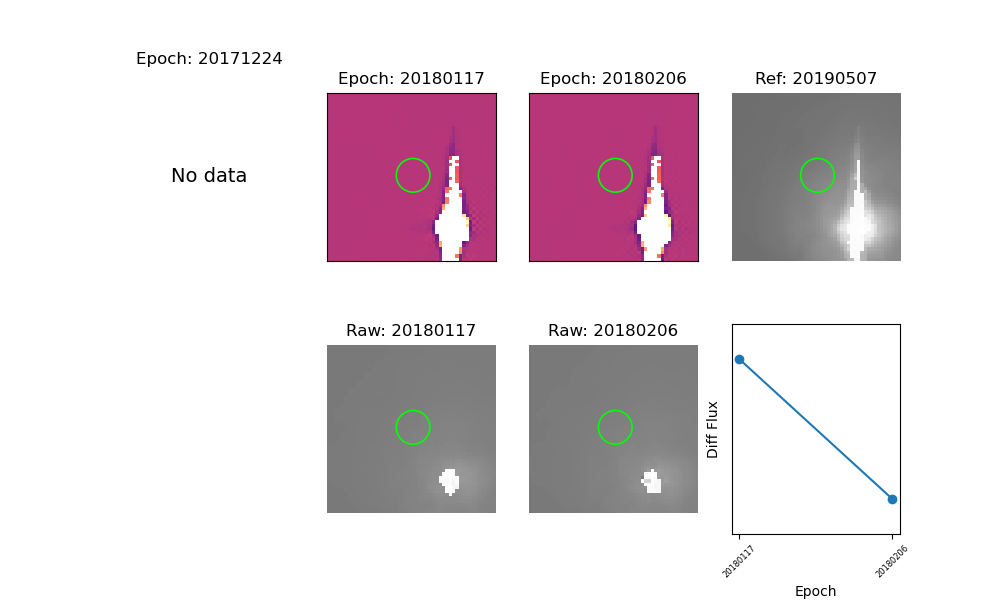 Epoch: 20171224
Epoch: 20180117
Epoch: 20180206
Ref: 20190507
No data
Raw: 20180117
Raw: 20180206
Diff Flux
20180117
20180206
Epoch